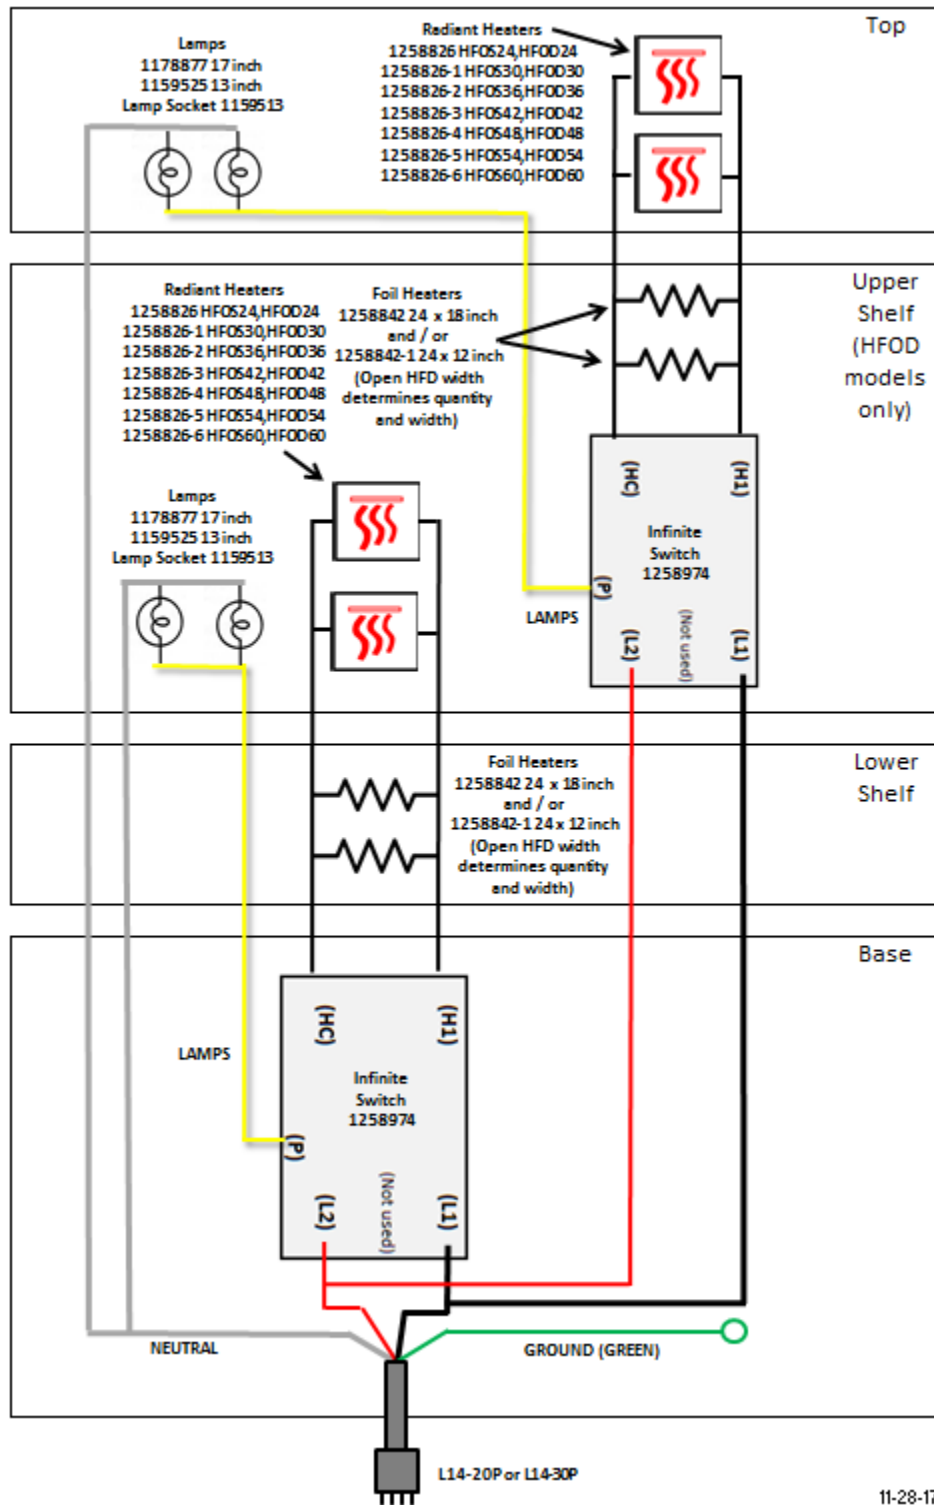 Top
Lamps
1178877 17 inch
1159525 13 inch
Lamp Socket 1159513
Radiant Heaters
1258826 HFOS24,HFOD24
1258826-1 HFOS30,HFOD30
1258826-2 HFOS36,HFOD36
1258826-3 HFOS42,HFOD42
1258826-4 HFOS48,HFOD48
1258826-5 HFOS54,HFOD54
1258826-6 HFOS60,HFOD60
Upper
Shelf
(HFOD
models
only)
Radiant Heaters
1258826 HFOS24,HFOD24
1258826-1 HFOS30,HFOD30
1258826-2 HFOS36,HFOD36
1258826-3 HFOS42,HFOD42
1258826-4 HFOS48,HFOD48
1258826-5 HFOS54,HFOD54
1258826-6 HFOS60,HFOD60
Foil Heaters
1258842 24 x 18 inch
and / or
1258842-1 24 x 12 inch
(Open HFD width
determines quantity
and width)
(HC)
(H1)
Infinite
Switch
1258974
(P)
(L2)
(Not used)
(L1)
LAMPS
Lamps
1178877 17 inch
1159525 13 inch
Lamp Socket 1159513
Lower
Shelf
Foil Heaters
1258842 24 x 18 inch
and / or
1258842-1 24 x 12 inch
(Open HFD width
determines quantity
and width)
Base
(HC)
(H1)
LAMPS
Infinite
Switch
1258974
(P)
(L2)
(Not used)
(L1)
NEUTRAL
GROUND (GREEN)
L14-20P or L14-30P
11-28-17